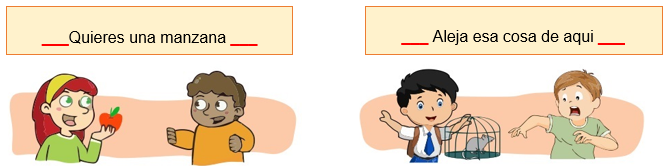 ___Quieres una manzana ___
___ Aleja esa cosa de aqui ___